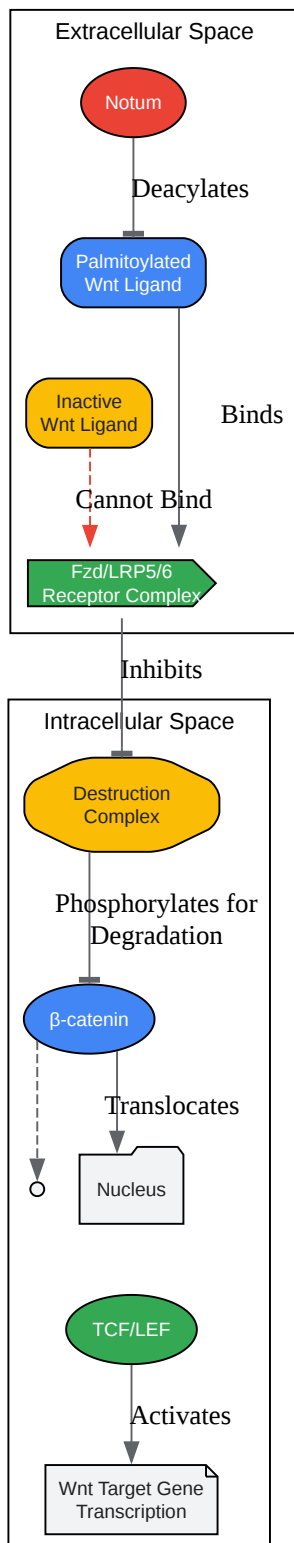 Extracellular Space
Notum
Deacylates
Palmitoylated
Wnt Ligand
Inactive
Wnt Ligand
Binds
Cannot Bind
Fzd/LRP5/6
Receptor Complex
Inhibits
Intracellular Space
Destruction
Complex
Phosphorylates for
Degradation
β-catenin
Translocates
Nucleus
TCF/LEF
Activates
Wnt Target Gene
Transcription